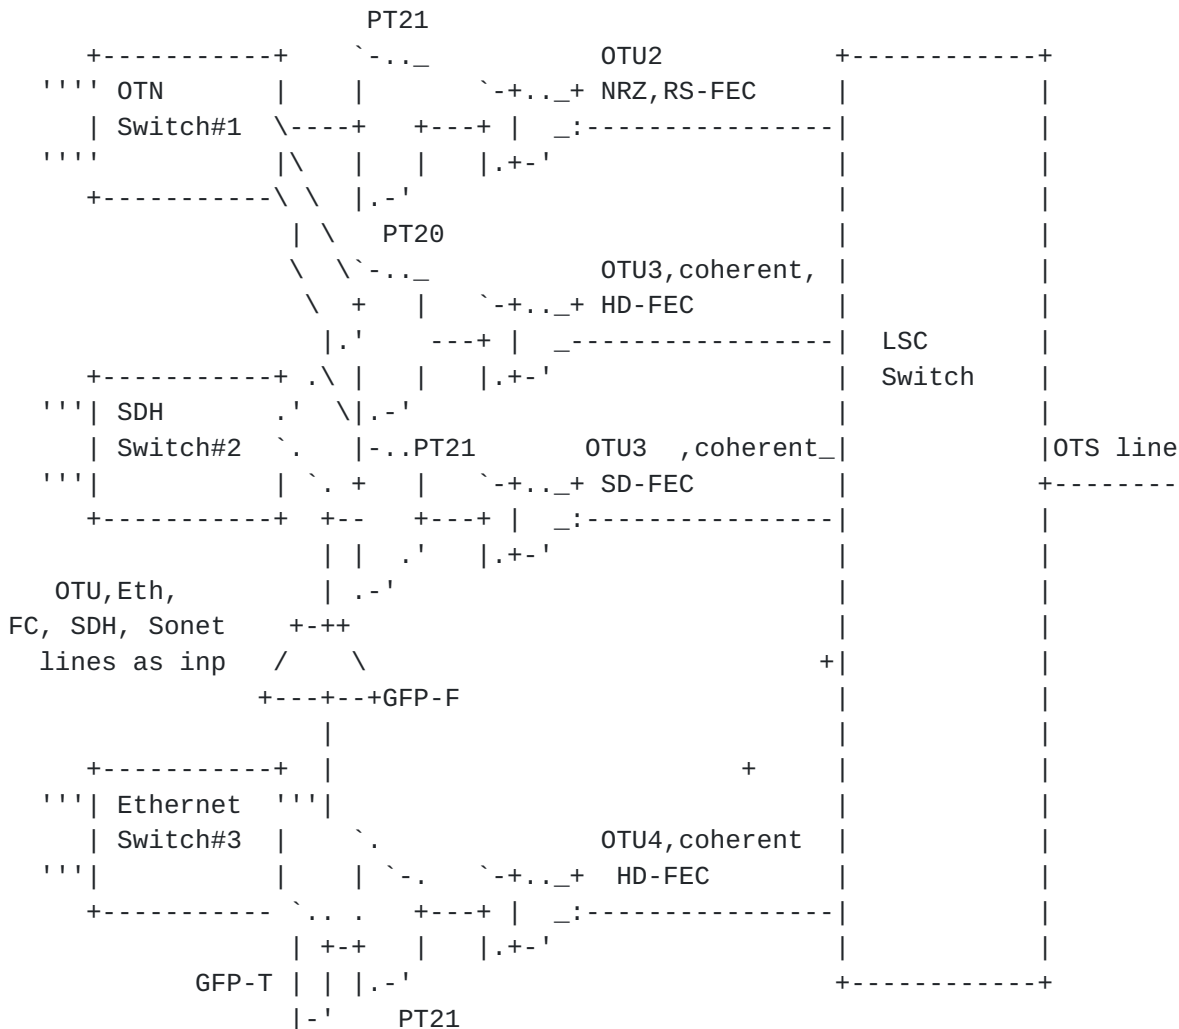 PT21
OTU2
OTN NRZ,RS-FEC
Switch#1
PT20
OTU3,coherent,
HD-FEC
LSC
Switch
SDH
Switch#2 PT21 OTU3 ,coherent OTS line
SD-FEC
OTU,Eth,
FC, SDH, Sonet
lines as inp
GFP-F
Ethernet
Switch#3 OTU4,coherent
HD-FEC
GFP-T
PT21